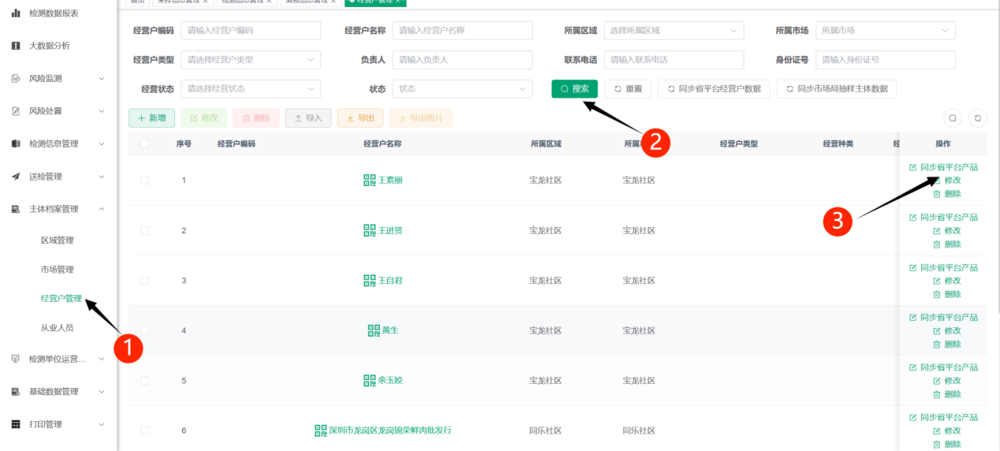 首页 采样信息管理 × 检测信息管理 × 复检信息管理 × 经营户管理 ×
检测数据报表
大数据分析
风险监测
风险处置
检测信息管理
送检管理
主体档案管理
区域管理
市场管理
经营户管理
从业人员
检测单位运营...
基础数据管理
打印管理
1
经营户编码 请输入经营户编码 经营户名称 请输入经营户名称 所属区域 选择所属区域 所属市场 所属市场
经营户类型 请选择经营户类型 负责人 请输入负责人 联系电话 请输入联系电话 身份证号 请输入身份证号
经营状态 请选择经营状态 状态 状态 搜索 重置 同步省平台经营户数据 同步市场局抽样主体数据
+ 新增 修改 删除 导入 导出 导出图片
2
序号 经营户编码 经营户名称 所属区域 所属 经营户类型 经营种类 操作
1 王素丽 宝龙社区 宝龙社区 同步省平台产品
修改
删除
3
2 王进贤 宝龙社区 宝龙社区 同步省平台产品
修改
删除
3 王自君 宝龙社区 宝龙社区 同步省平台产品
修改
删除
4 黄生 宝龙社区 宝龙社区 同步省平台产品
修改
删除
5 余玉姣 宝龙社区 宝龙社区 同步省平台产品
修改
删除
6 深圳市龙岗区龙岗锦荣鲜肉批发行 同乐社区 同乐社区 同步省平台产品
修改
删除